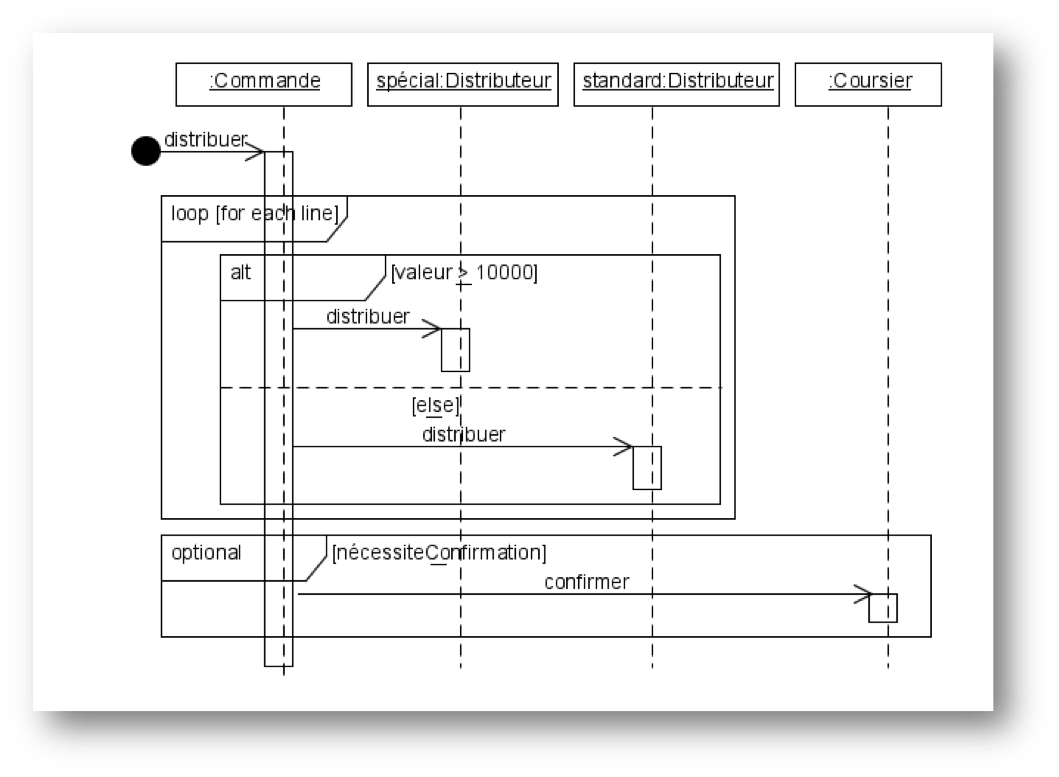 :Commande
spécial:Distributeur
standard:Distributeur
:Coursier
distribuer
loop [for each line]
alt
[valeur > 10000]
distribuer
[else]
distribuer
optional
[nécessiteConfirmation]
confirmer